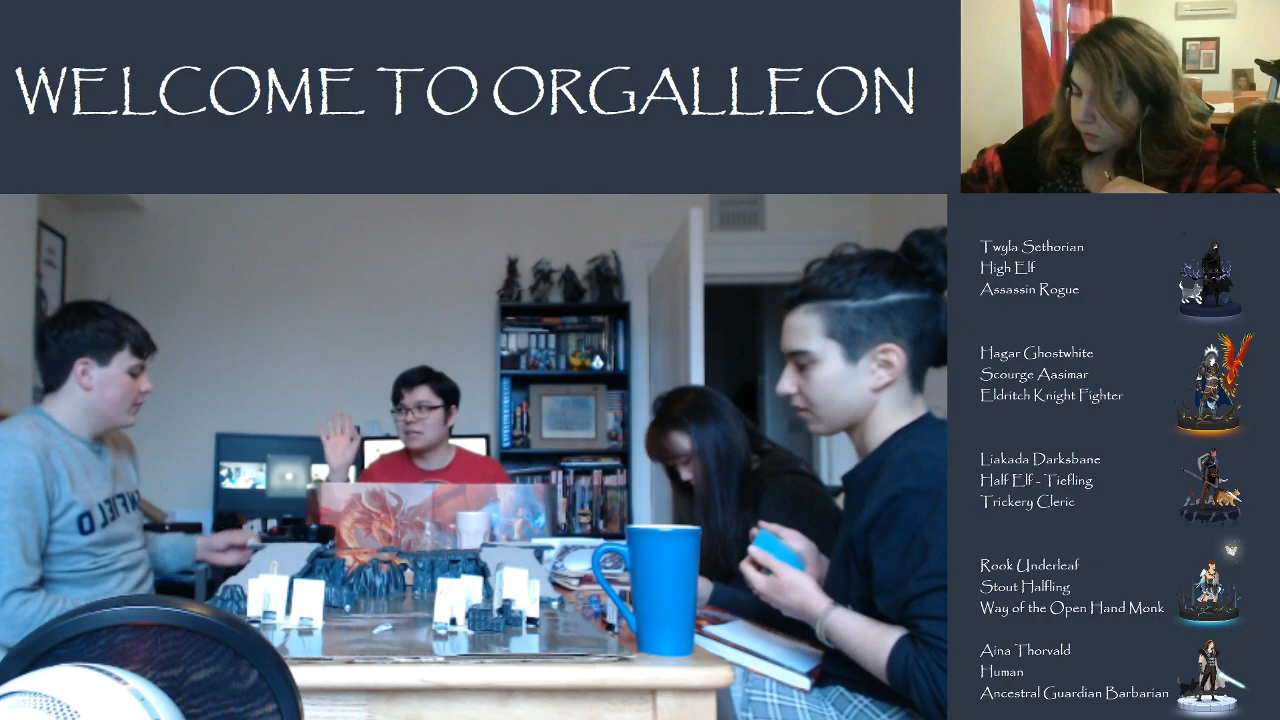 WELCOME TO ORGALLEON
Twyla Sethorian
High Elf
Assassin Rogue
Hagar Ghostwhite
Scourge Aasimar
Eldritch Knight Fighter
Liakada Darksbane
Half Elf - Tiefling
Trickery Cleric
Rook Underleaf
Stout Halfling
Way of the Open Hand Monk
Aina Thorvald
Human
Ancestral Guardian Barbarian